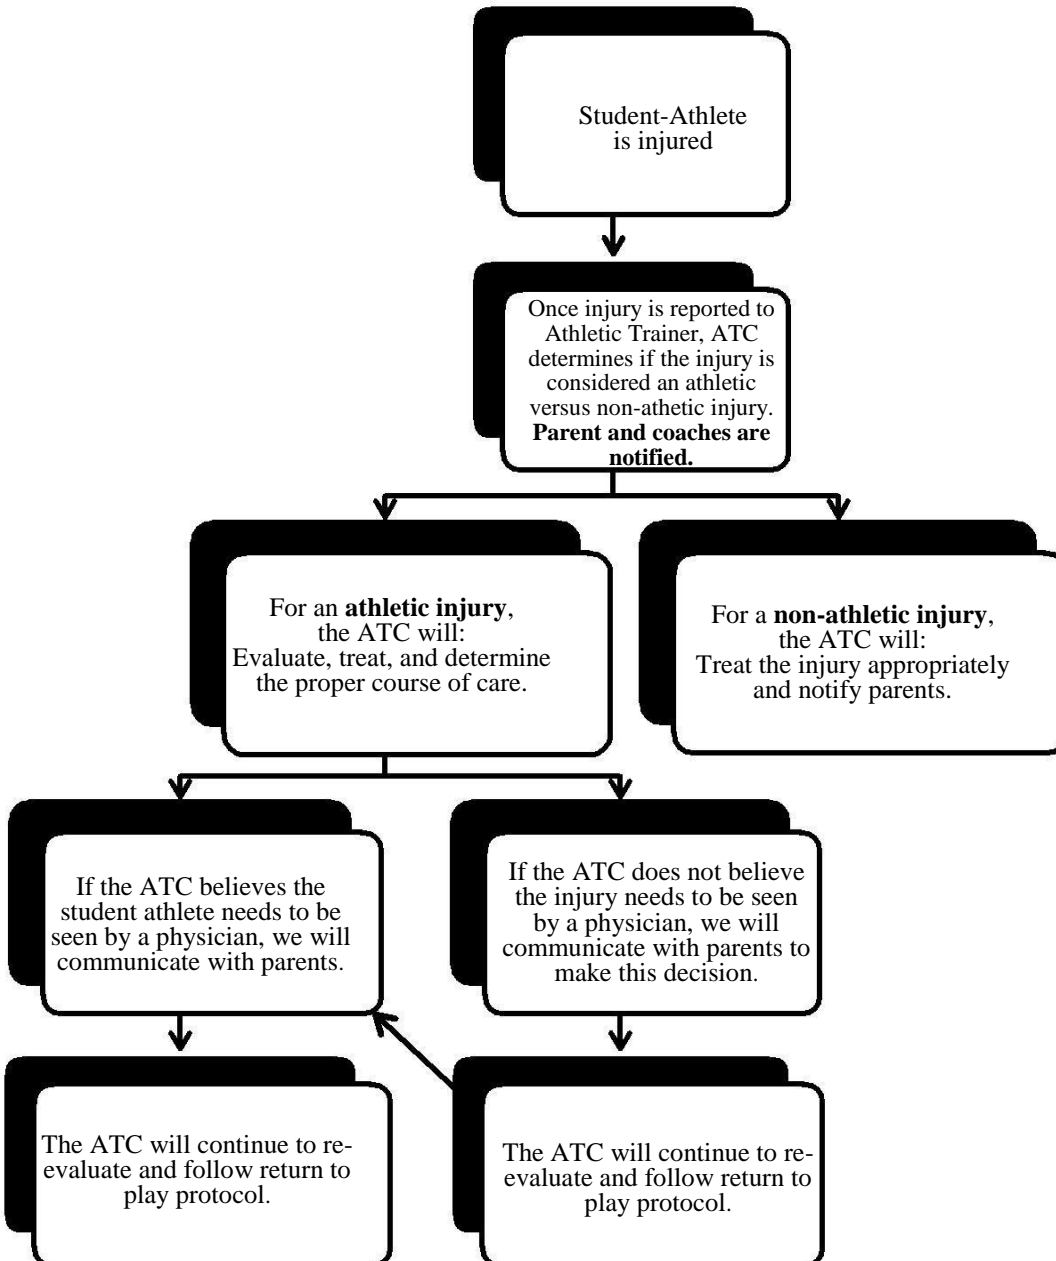 Student-Athlete
is injured
Once injury is reported to
Athletic Trainer, ATC
determines if the injury is
considered an athletic
versus non-athetic injury.
Parent and coaches are
notified.
For an athletic injury,
the ATC will:
Evaluate, treat, and determine
the proper course of care.
For a non-athletic injury,
the ATC will:
Treat the injury appropriately
and notify parents.
If the ATC believes the
student athlete needs to be
seen by a physician, we will
communicate with parents.
If the ATC does not believe
the injury needs to be seen
by a physician, we will
communicate with parents to
make this decision.
The ATC will continue to re-
evaluate and follow return to
play protocol.
The ATC will continue to re-
evaluate and follow return to
play protocol.